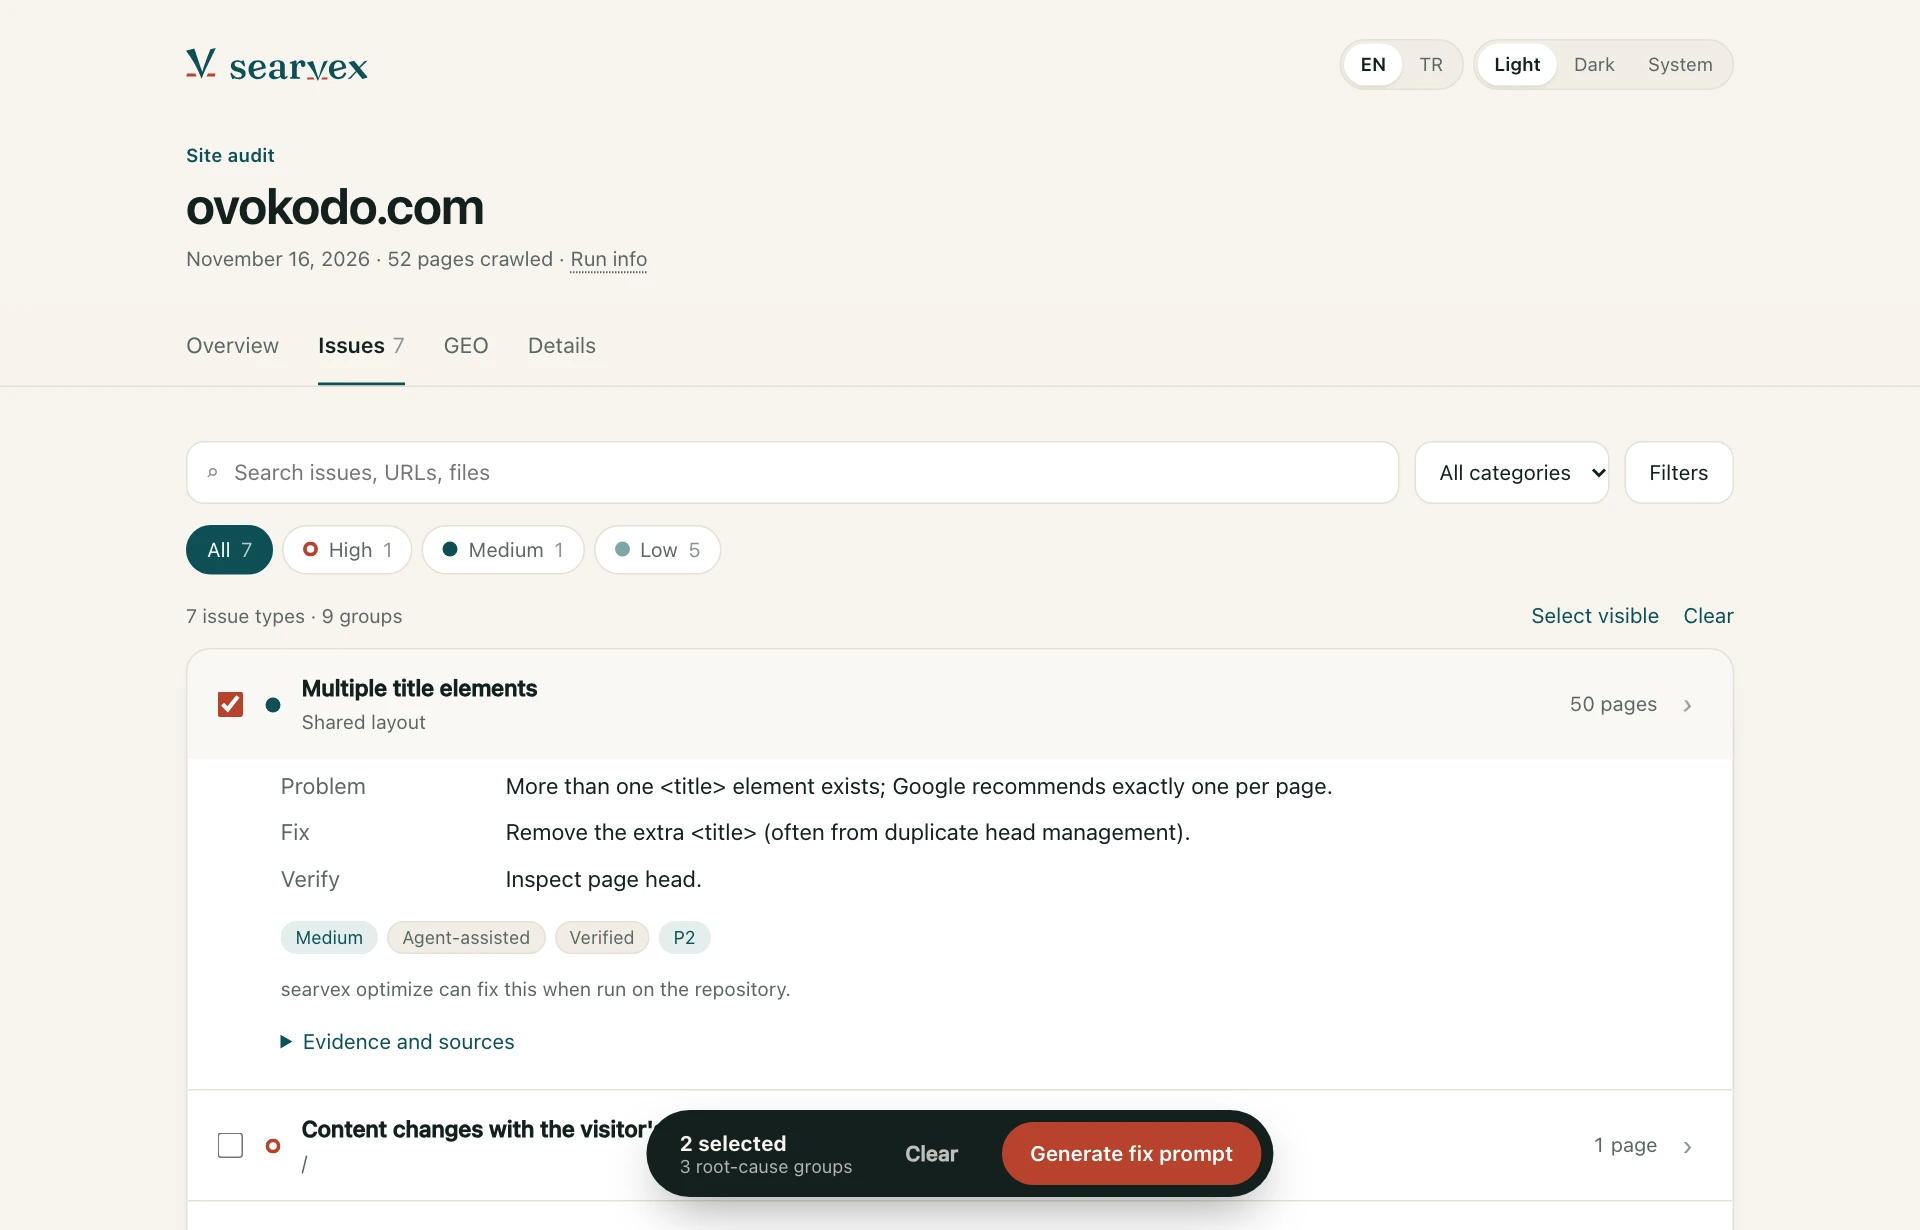 searvex
EN TR
Light Dark System
Site audit
ovokodo.com
November 16, 2026 · 52 pages crawled · Run info
Overview Issues 7 GEO Details
Search issues, URLs, files
All categories
Filters
All 7 High 1 Medium 1 Low 5
7 issue types · 9 groups
Select visible Clear
Multiple title elements
Shared layout
50 pages
Problem More than one <title> element exists; Google recommends exactly one per page.
Fix Remove the extra <title> (often from duplicate head management).
Verify Inspect page head.
Medium Agent-assisted Verified P2
searvex optimize can fix this when run on the repository.
Evidence and sources
Content changes with the visitor's
/
1 page
2 selected
3 root-cause groups
Clear
Generate fix prompt